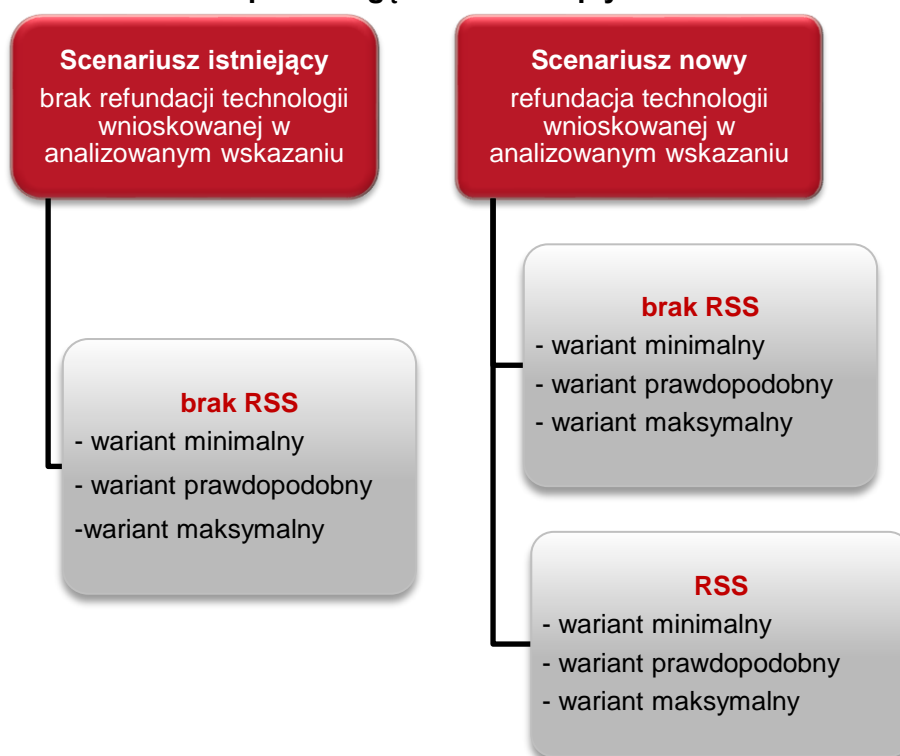 Scenariusz istniejący
brak refundacji technologii
wnioskowanej w
analizowanym wskazaniu
brak RSS
- wariant minimalny
- wariant prawdopodobny
-wariant maksymalny
Scenariusz nowy
refundacja technologii
wnioskowanej w
analizowanym wskazaniu
brak RSS
- wariant minimalny
- wariant prawdopodobny
- wariant maksymalny
RSS
- wariant minimalny
- wariant prawdopodobny
- wariant maksymalny